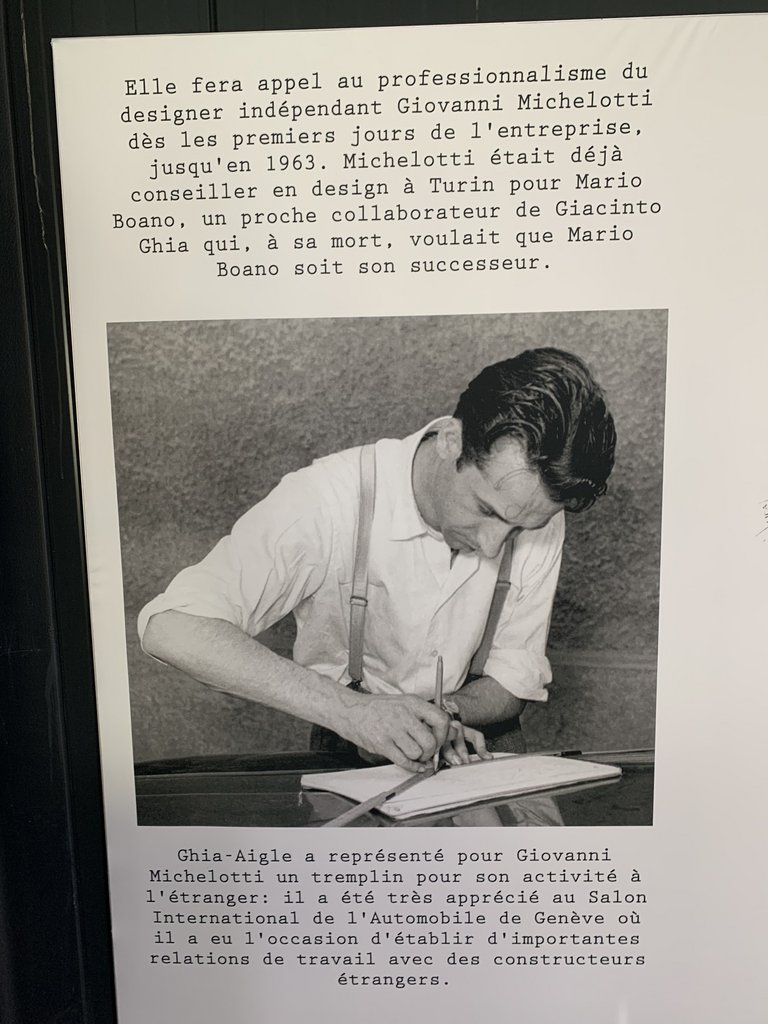 Elle fera appel au professionnalisme du
designer indépendant Giovanni Michelotti
dès les premiers jours de l'entreprise,
jusqu'en 1963. Michelotti était déjà
conseiller en design à Turin pour Mario
Boano, un proche collaborateur de Giacinto
Ghia qui, à sa mort, voulait que Mario
Boano soit son successeur.
Ghia-Aigle a représenté pour Giovanni
Michelotti un tremplin pour son activité à
l'étranger: il a été très apprécié au Salon
International de l'Automobile de Genève où
il a eu l'occasion d'établir d'importantes
relations de travail avec des constructeurs
étrangers.